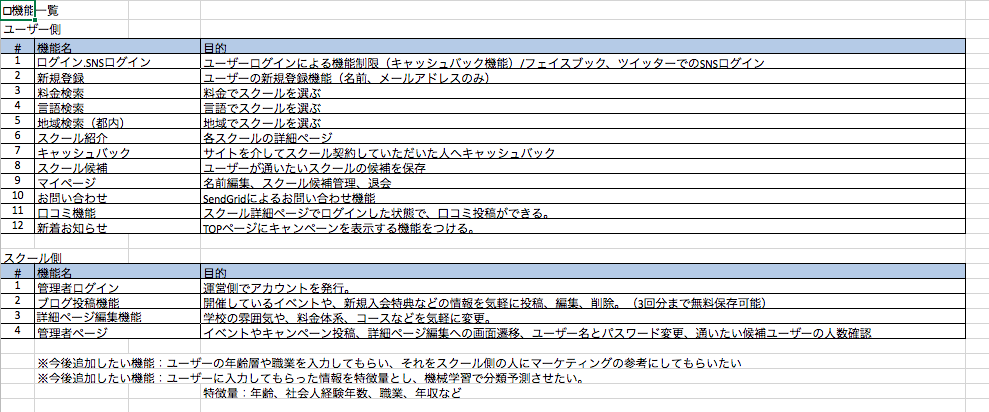 □機能一覧
ユーザー側
# 機能名 目的
1 ログイン.SNSログイン ユーザーログインによる機能制限（キャッシュバック機能）/フェイスブック、ツイッターでのSNSログイン
2 新規登録 ユーザーの新規登録機能（名前、メールアドレスのみ）
3 料金検索 料金でスクールを選ぶ
4 言語検索 言語でスクールを選ぶ
5 地域検索（都内） 地域でスクールを選ぶ
6 スクール紹介 各スクールの詳細ページ
7 キャッシュバック サイトを介してスクール契約していただいた人へキャッシュバック
8 スクール候補 ユーザーが通いたいスクールの候補を保存
9 マイページ 名前編集、スクール候補管理、退会
10 お問い合わせ SendGridによるお問い合わせ機能
11 口コミ機能 スクール詳細ページでログインした状態で、口コミ投稿ができる。
12 新着お知らせ TOPページにキャンペーンを表示する機能をつける。
スクール側
# 機能名 目的
1 管理者ログイン 運営側でアカウントを発行。
2 ブログ投稿機能 開催しているイベントや、新規入会特典などの情報を気軽に投稿、編集、削除。（3回分まで無料保存可能）
3 詳細ページ編集機能 学校の雰囲気や、料金体系、コースなどを気軽に変更。
4 管理者ページ イベントやキャンペーン投稿、詳細ページ編集への画面遷移、ユーザー名とパスワード変更、通いたい候補ユーザーの人数確認
※今後追加したい機能：ユーザーの年齢層や職業を入力してもらい、それをスクール側の人にマーケティングの参考にしてもらいたい
※今後追加したい機能：ユーザーに入力してもらった情報を特徴量とし、機械学習で分類予測させたい。
特徴量：年齢、社会人経験年数、職業、年収など